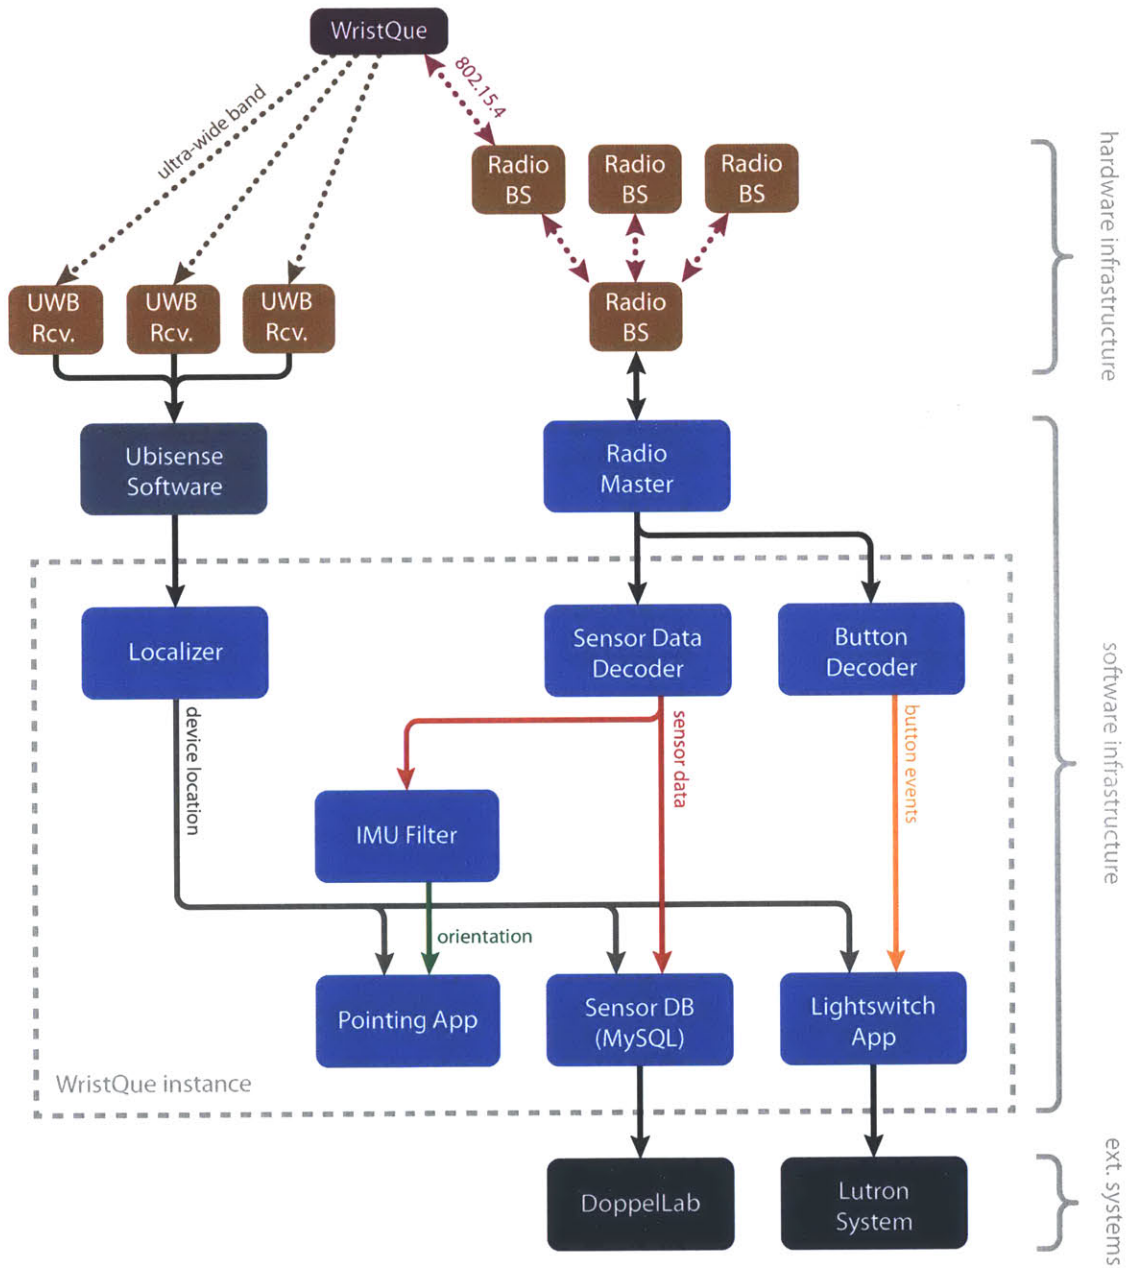 WristQue
802.15.4
ultra-wide band
Radio
BS
Radio
BS
Radio
BS
hardware infrastructure
UWB
Rcv.
UWB
Rcv.
UWB
Rcv.
Radio
BS
Ubisense
Software
Radio
Master
Localizer
Sensor Data
Decoder
Button
Decoder
software infrastructure
device location
sensor data
button events
IMU Filter
orientation
Pointing App
Sensor DB
(MySQL)
Lightswitch
App
WristQue instance
DoppelLab
Lutron
System
ext. systems